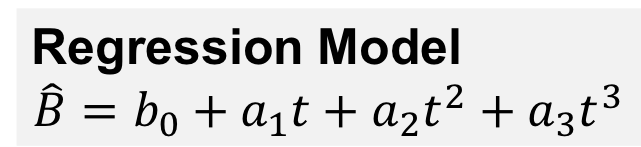 Regression Model
B̂ = b₀ + a₁t + a₂t² + a₃t³